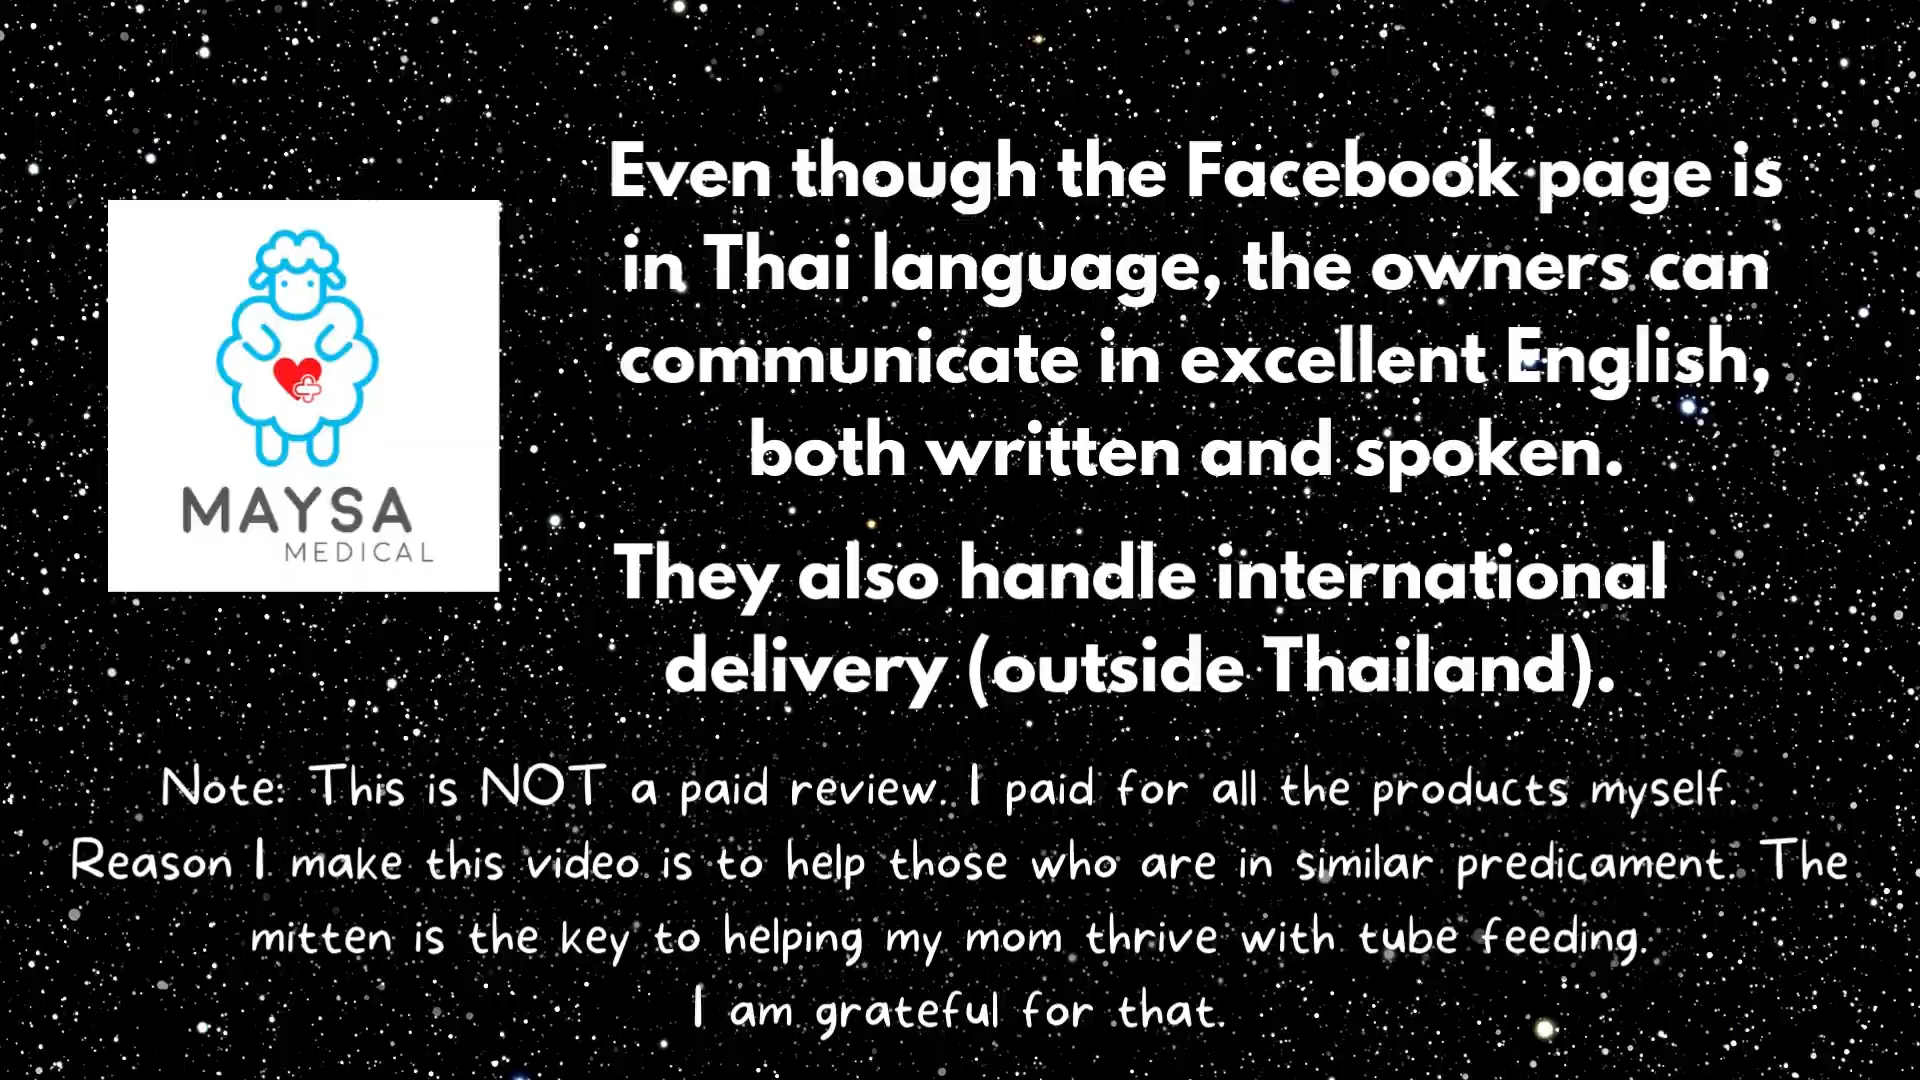 Even though the Facebook page is
in Thai language, the owners can
communicate in excellent English,
both written and spoken.
They also handle international
delivery (outside Thailand).
MAYSA
MEDICAL
Note: This is NOT a paid review. I paid for all the products myself.
Reason I make this video is to help those who are in similar predicament. The
mitten is the key to helping my mom thrive with tube feeding.
I am grateful for that.